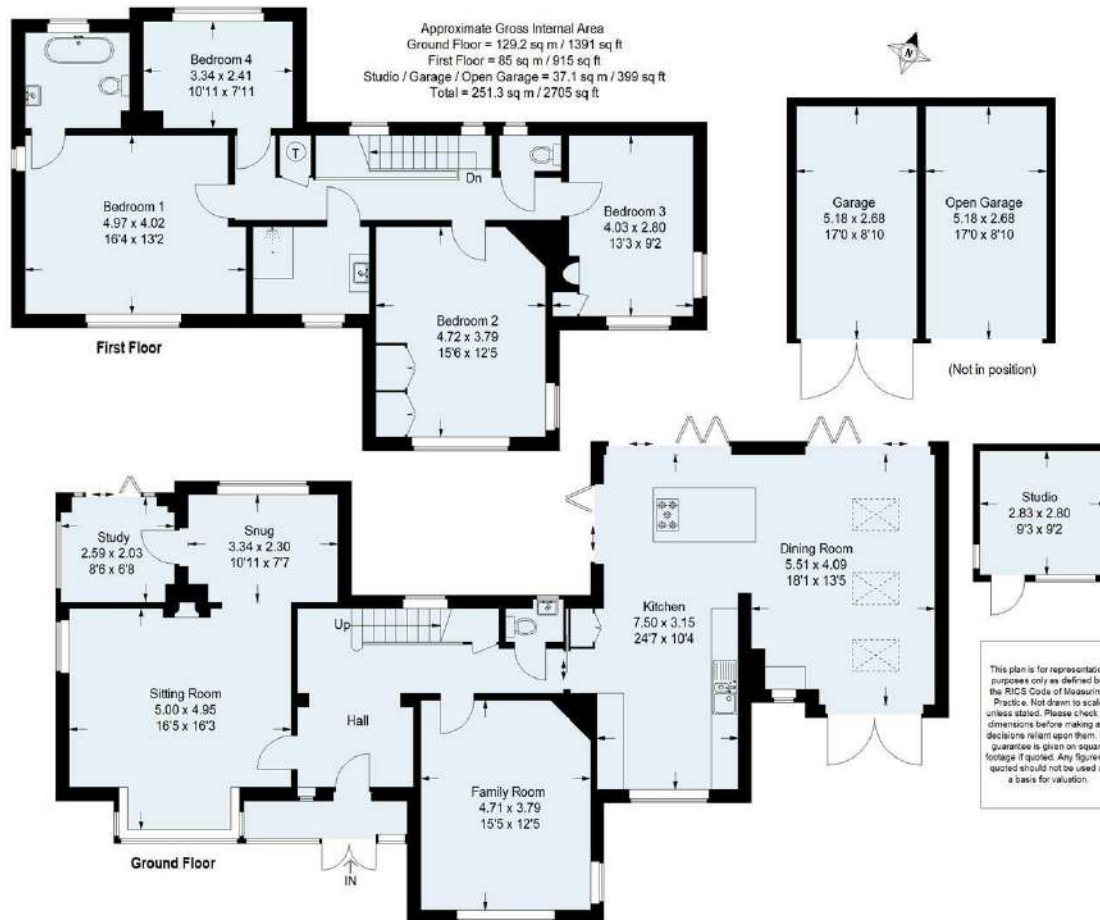 Approximate Gross Internal Area
Ground Floor = 129.2 sq m / 1391 sq ft
First Floor = 85 sq m / 915 sq ft
Studio / Garage / Open Garage = 37.1 sq m / 399 sq ft
Total = 251.3 sq m / 2705 sq ft
N
Bedroom 4
3.34 x 2.41
10'11 x 7'11
T
Dn
Bedroom 1
4.97 x 4.02
16'4 x 13'2
Bedroom 3
4.03 x 2.80
13'3 x 9'2
Bedroom 2
4.72 x 3.79
15'6 x 12'5
First Floor
Garage
5.18 x 2.68
17'0 x 8'10
Open Garage
5.18 x 2.68
17'0 x 8'10
(Not in position)
Study
2.59 x 2.03
8'6 x 6'8
Snug
3.34 x 2.30
10'11 x 7'7
Up
Sitting Room
5.00 x 4.95
16'5 x 16'3
Hall
Family Room
4.71 x 3.79
15'5 x 12'5
Kitchen
7.50 x 3.15
24'7 x 10'4
Dining Room
5.51 x 4.09
18'1 x 13'5
Studio
2.83 x 2.80
9'3 x 9'2
Ground Floor
IN
This plan is for representation
purposes only as defined by
the RICS Code of Measuring
Practice. Not drawn to scale
unless stated. Please check
dimensions before making
decisions reliant upon them.
guarantee is given on square
footage if quoted. Any figure
quoted should not be used
a basis for valuation.